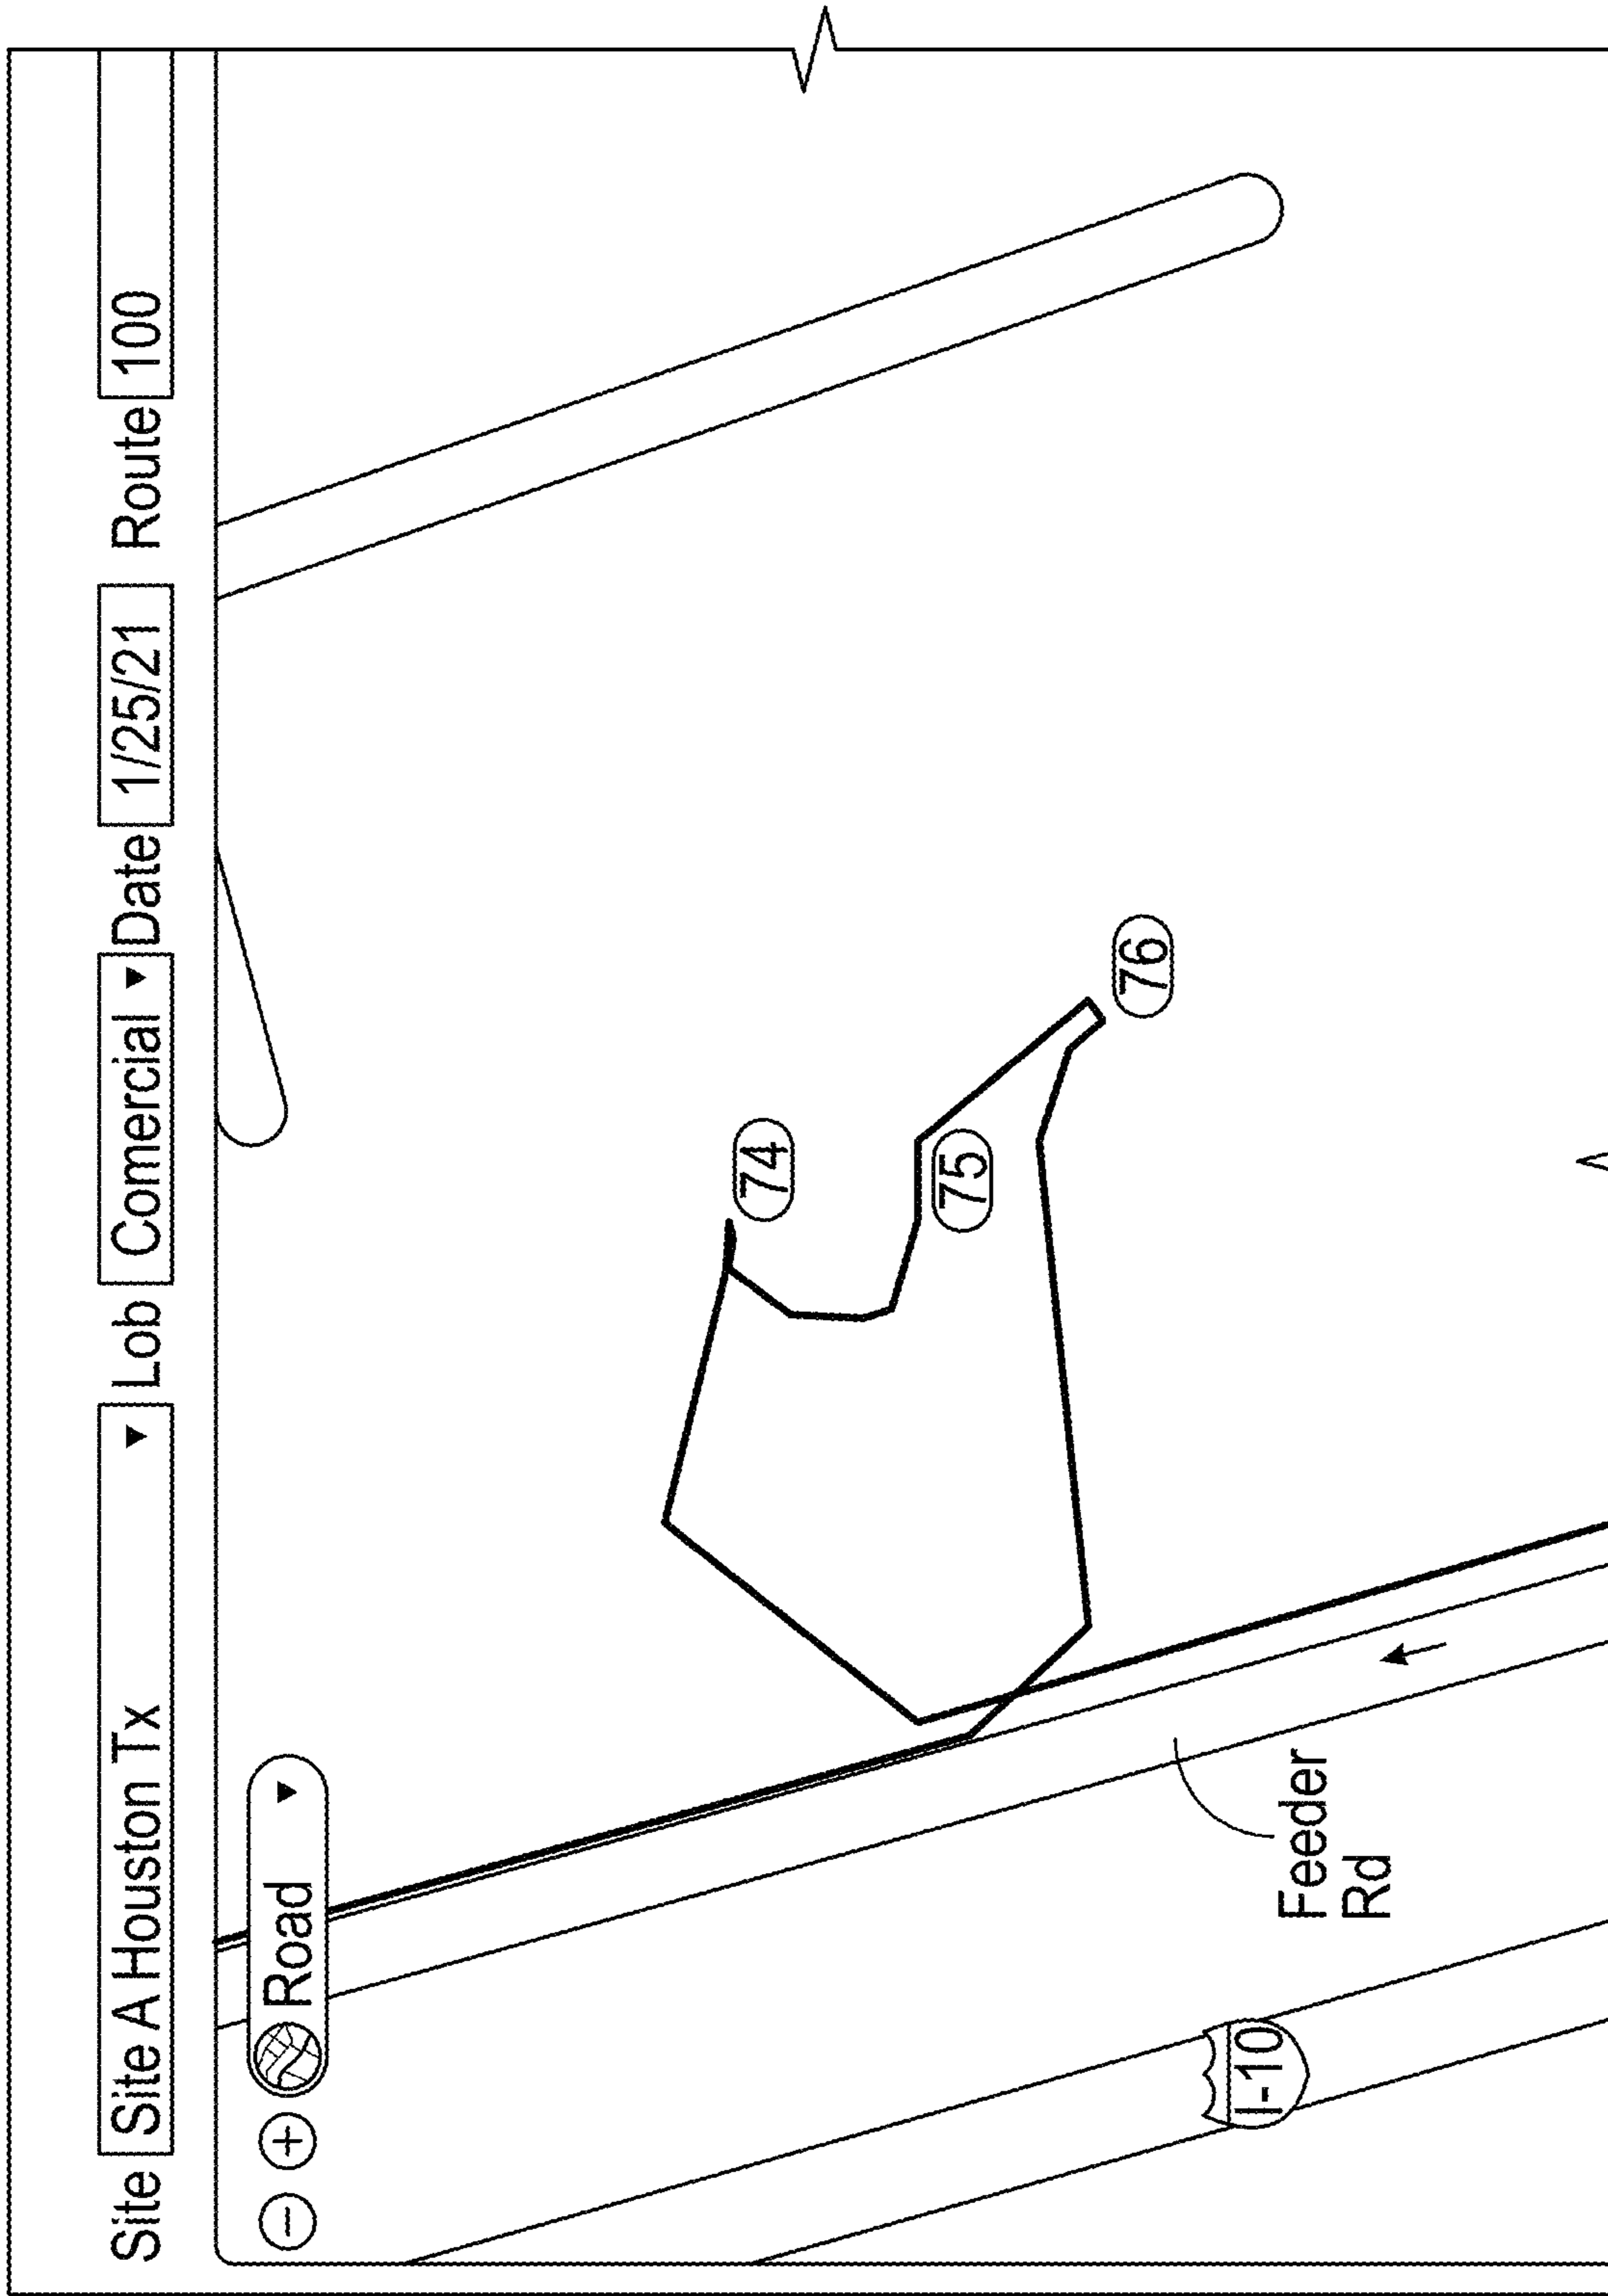 Site Site A Houston Tx Lob Comercial Date 1/25/21 Route 100
Road
74
75
76
Feeder
Rd
I-10